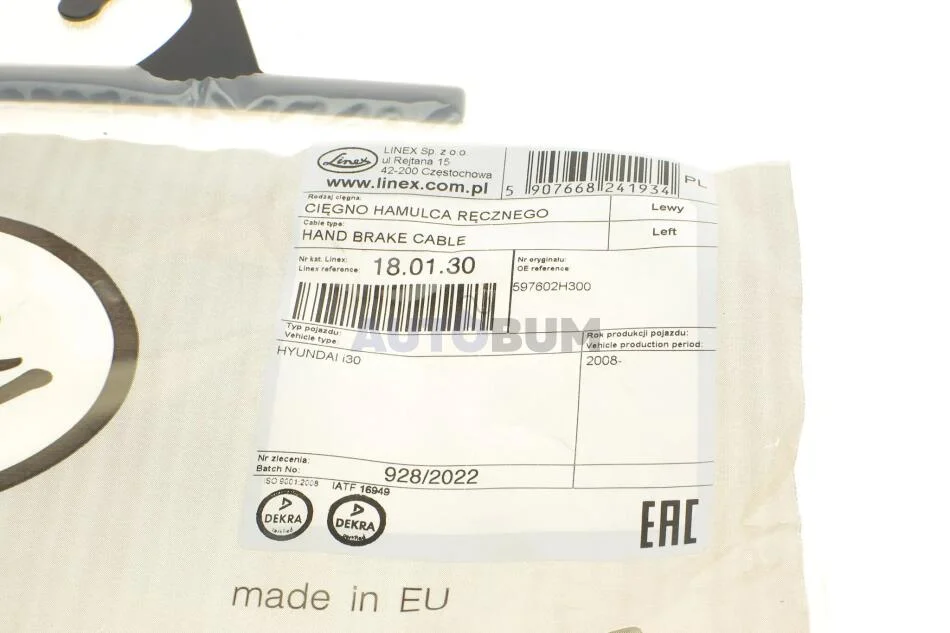 Linex
LINEX Sp. z o.o.
ul Rejtana 15
42-200 Częstochowa
www.linex.com.pl
5 907668 241934
PL
Rodzaj cięgna:
CIĘGNO HAMULCA RĘCZNEGO
Lewy
Cable type:
HAND BRAKE CABLE
Left
Nr kat. Linex:
Linex reference:
18.01.30
Nr oryginału:
OE reference:
597602H300
AUTOBUM
Typ pojazdu:
Vehicle type:
HYUNDAI i30
Rok produkcji pojazdu:
Vehicle production period:
2008-
Nr zlecenia:
Batch No:
928/2022
ISO 9001:2008
IATF 16949
DEKRA
certified
DEKRA
certified
EAC
made in EU